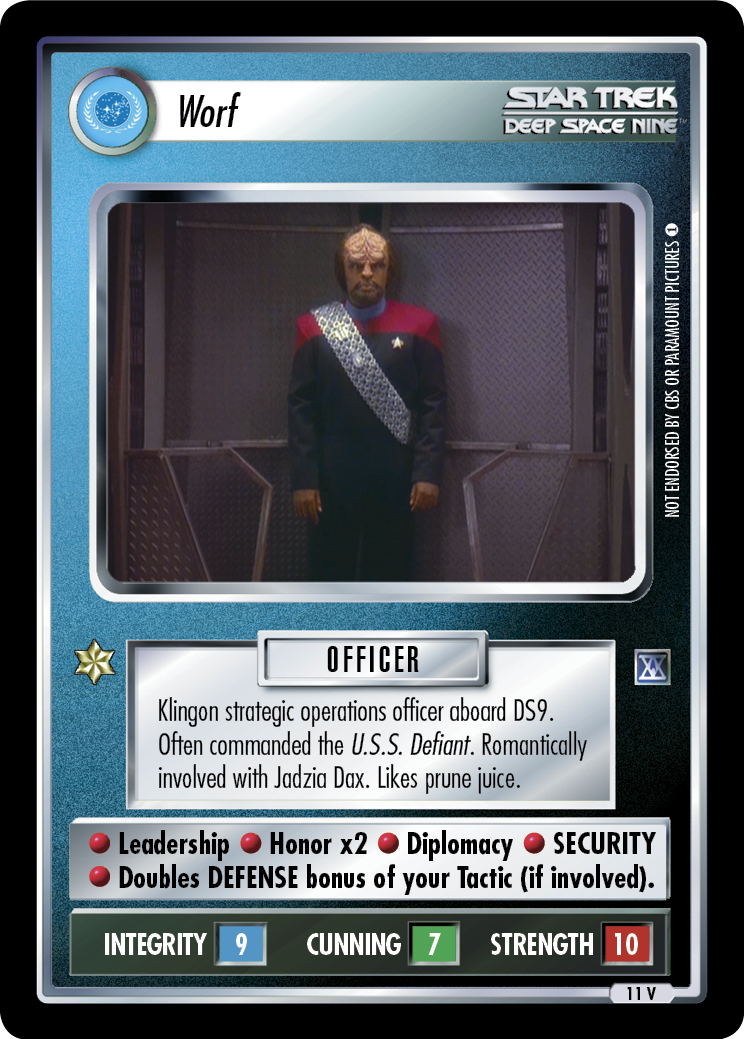 Worf
STAR TREK
DEEP SPACE NINE™
NOT ENDORSED BY CBS OR PARAMOUNT PICTURES 1
OFFICER
Klingon strategic operations officer aboard DS9.
Often commanded the U.S.S. Defiant. Romantically
involved with Jadzia Dax. Likes prune juice.
Leadership Honor x2 Diplomacy SECURITY
Doubles DEFENSE bonus of your Tactic (if involved).
INTEGRITY 9 CUNNING 7 STRENGTH 10
11 V